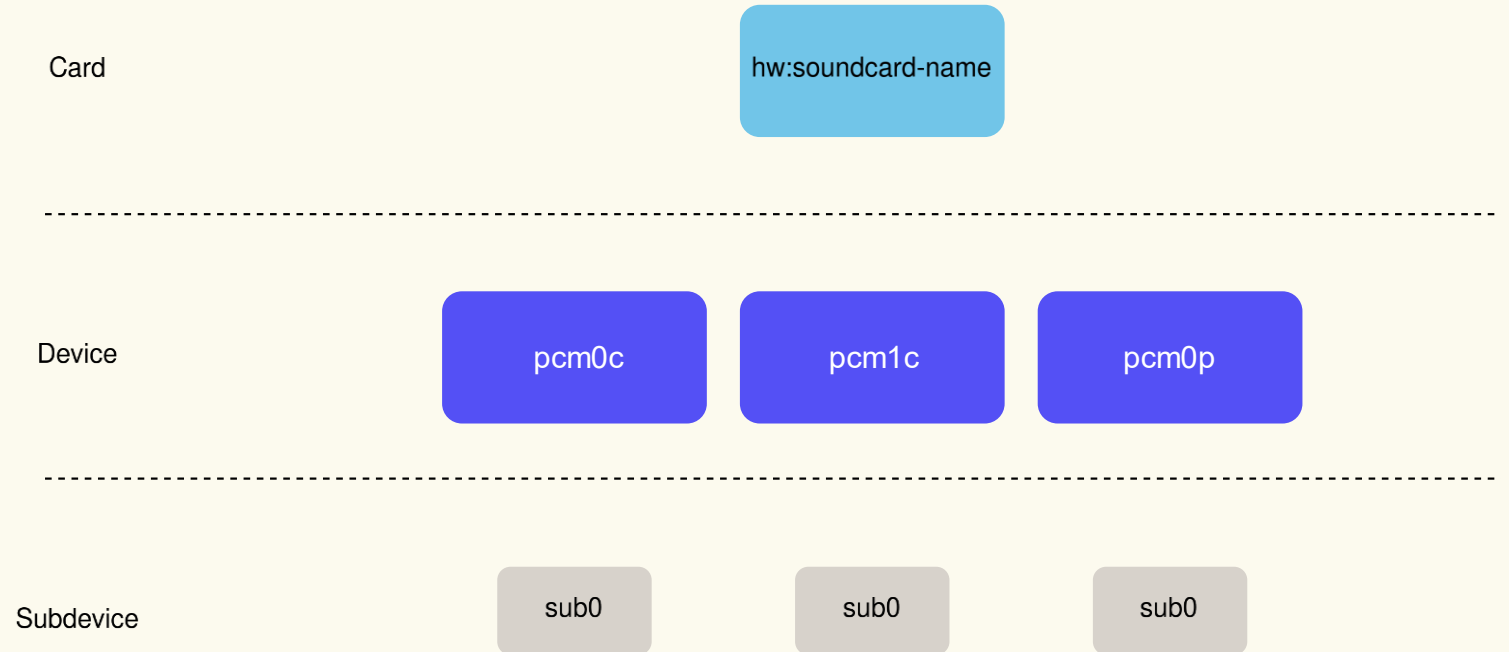 Card
hw:soundcard-name
Device
pcm0c
pcm1c
pcm0p
Subdevice
sub0
sub0
sub0